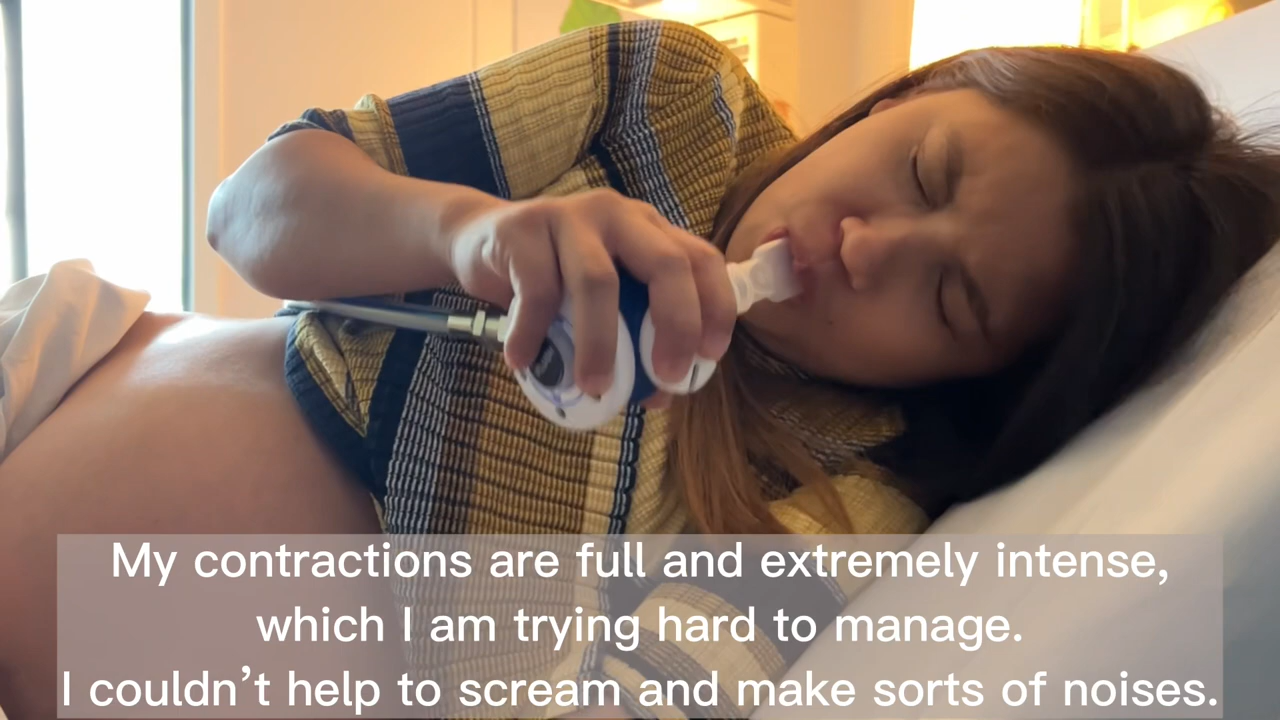 My contractions are full and extremely intense,
which I am trying hard to manage.
I couldn’t help to scream and make sorts of noises.